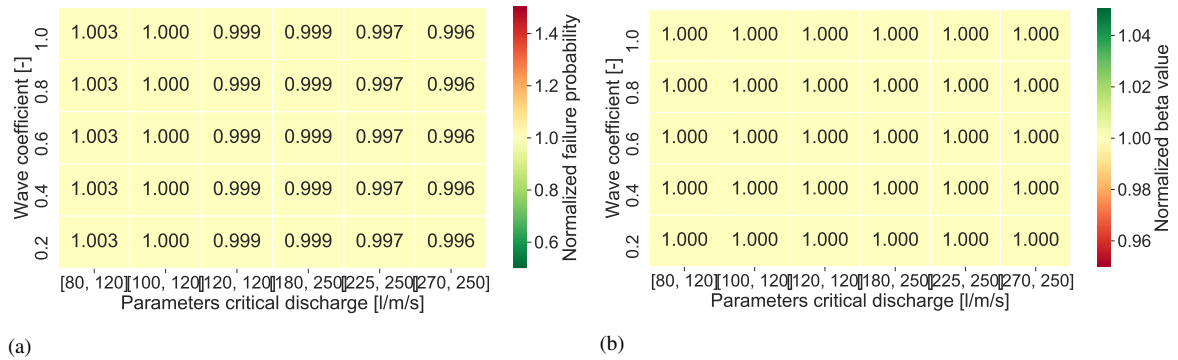 1.0 1.003 1.000 0.999 0.999 0.997 0.996
0.8 1.003 1.000 0.999 0.999 0.997 0.996
0.6 1.003 1.000 0.999 0.999 0.997 0.996
0.4 1.003 1.000 0.999 0.999 0.997 0.996
0.2 1.003 1.000 0.999 0.999 0.997 0.996
Wave coefficient [-]
[80, 120] [100, 120] [120, 120] [180, 250] [225, 250] [270, 250]
Parameters critical discharge [l/m/s]
1.4
1.2
1.0
0.8
0.6
Normalized failure probability
(a)
1.0 1.000 1.000 1.000 1.000 1.000 1.000
0.8 1.000 1.000 1.000 1.000 1.000 1.000
0.6 1.000 1.000 1.000 1.000 1.000 1.000
0.4 1.000 1.000 1.000 1.000 1.000 1.000
0.2 1.000 1.000 1.000 1.000 1.000 1.000
Wave coefficient [-]
[80, 120] [100, 120] [120, 120] [180, 250] [225, 250] [270, 250]
Parameters critical discharge [l/m/s]
1.04
1.02
1.00
0.98
0.96
Normalized beta value
(b)